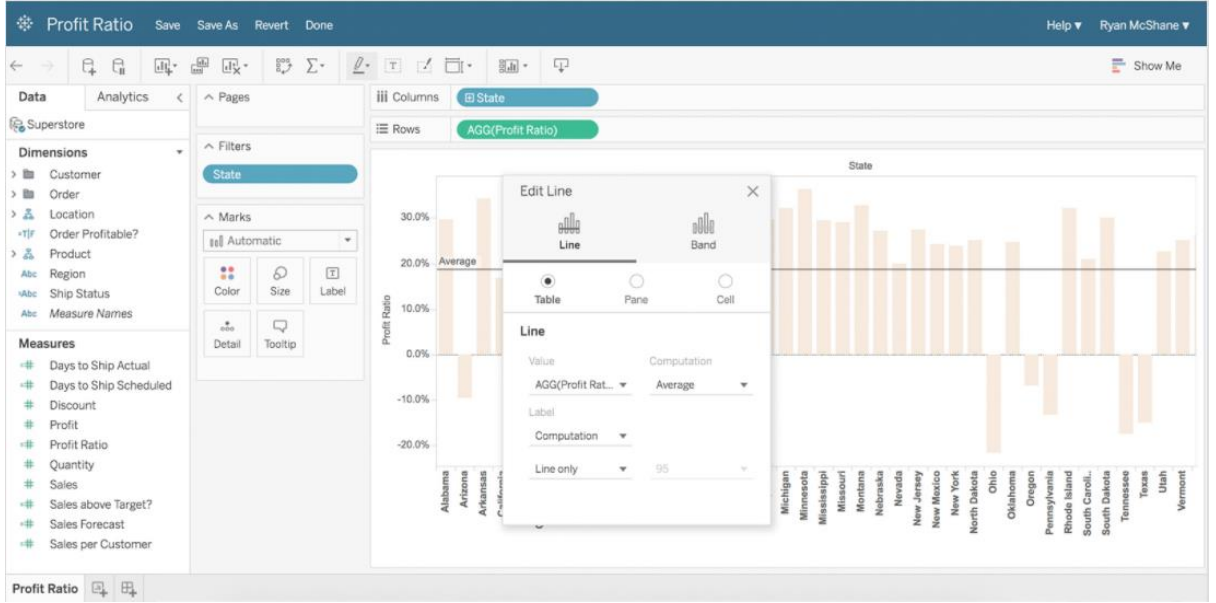 Profit Ratio Save Save As Revert Done Help Ryan McShane
Show Me
Data Analytics
Superstore
Dimensions
Customer
Order
Location
T|F Order Profitable?
Product
Abc Region
Abc Ship Status
Abc Measure Names
Measures
Days to Ship Actual
Days to Ship Scheduled
Discount
Profit
Profit Ratio
Quantity
Sales
Sales above Target?
Sales Forecast
Sales per Customer
Pages
Filters
State
Marks
Automatic
Color Size Label
Detail Tooltip
Columns State
Rows AGG(Profit Ratio)
State
Profit Ratio
30.0%
20.0%
10.0%
0.0%
-10.0%
-20.0%
Average
Edit Line
Line Band
Table Pane Cell
Line
Value Computation
AGG(Profit Rat... Average
Label
Computation
Line only 95
Alabama
Arizona
Arkansas
Michigan
Minnesota
Mississippi
Missouri
Montana
Nebraska
Nevada
New Jersey
New Mexico
New York
North Dakota
Ohio
Oklahoma
Oregon
Pennsylvania
Rhode Island
South Caroli..
South Dakota
Tennessee
Texas
Utah
Vermont
Profit Ratio